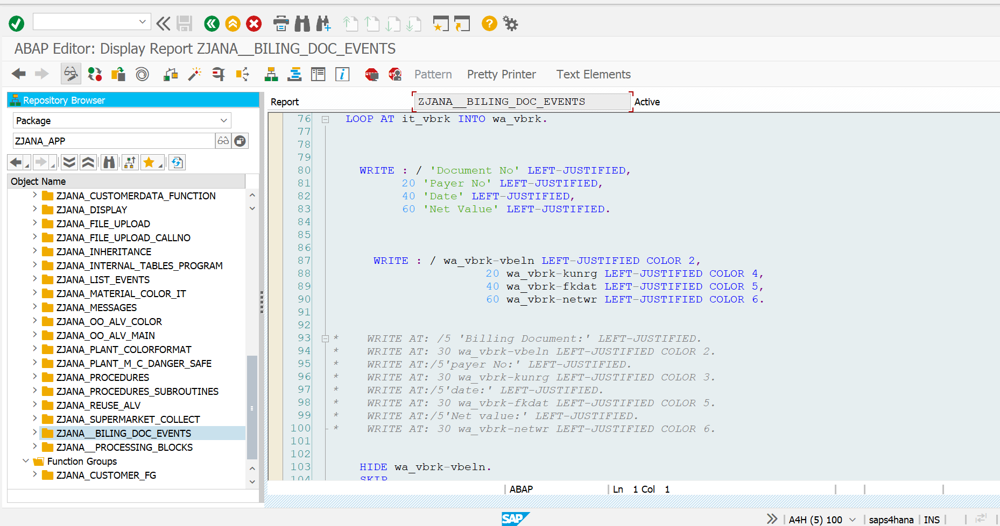 ABAP Editor: Display Report ZJANA__BILING_DOC_EVENTS
Pattern Pretty Printer Text Elements
Repository Browser
Package
ZJANA_APP
Object Name
ZJANA_CUSTOMERDATA_FUNCTION
ZJANA_DISPLAY
ZJANA_FILE_UPLOAD
ZJANA_FILE_UPLOAD_CALLNO
ZJANA_INHERITANCE
ZJANA_INTERNAL_TABLES_PROGRAM
ZJANA_LIST_EVENTS
ZJANA_MATERIAL_COLOR_IT
ZJANA_MESSAGES
ZJANA_OO_ALV_COLOR
ZJANA_OO_ALV_MAIN
ZJANA_PLANT_COLORFORMAT
ZJANA_PLANT_M_C_DANGER_SAFE
ZJANA_PROCEDURES
ZJANA_PROCEDURES_SUBROUTINES
ZJANA_REUSE_ALV
ZJANA_SUPERMARKET_COLLECT
ZJANA__BILING_DOC_EVENTS
ZJANA__PROCESSING_BLOCKS
Function Groups
ZJANA_CUSTOMER_FG
Report ZJANA__BILING_DOC_EVENTS Active
76 LOOP AT it_vbrk INTO wa_vbrk.
77
78
79
80 WRITE : / 'Document No' LEFT-JUSTIFIED,
81 20 'Payer No' LEFT-JUSTIFIED,
82 40 'Date' LEFT-JUSTIFIED,
83 60 'Net Value' LEFT-JUSTIFIED.
84
85
86
87 WRITE : / wa_vbrk-vbeln LEFT-JUSTIFIED COLOR 2,
88 20 wa_vbrk-kunrg LEFT-JUSTIFIED COLOR 4,
89 40 wa_vbrk-fkdat LEFT-JUSTIFIED COLOR 5,
90 60 wa_vbrk-netwr LEFT-JUSTIFIED COLOR 6.
91
92
93 * WRITE AT: /5 'Billing Document:' LEFT-JUSTIFIED.
94 * WRITE AT: 30 wa_vbrk-vbeln LEFT-JUSTIFIED COLOR 2.
95 * WRITE AT:/5'payer No:' LEFT-JUSTIFIED.
96 * WRITE AT: 30 wa_vbrk-kunrg LEFT-JUSTIFIED COLOR 3.
97 * WRITE AT:/5'date:' LEFT-JUSTIFIED.
98 * WRITE AT: 30 wa_vbrk-fkdat LEFT-JUSTIFIED COLOR 5.
99 * WRITE AT:/5'Net value:' LEFT-JUSTIFIED.
100 * WRITE AT: 30 wa_vbrk-netwr LEFT-JUSTIFIED COLOR 6.
101
102
103 HIDE wa_vbrk-vbeln.
104 SKIP
ABAP Ln 1 Col 1
SAP A4H (5) 100 saps4hana INS